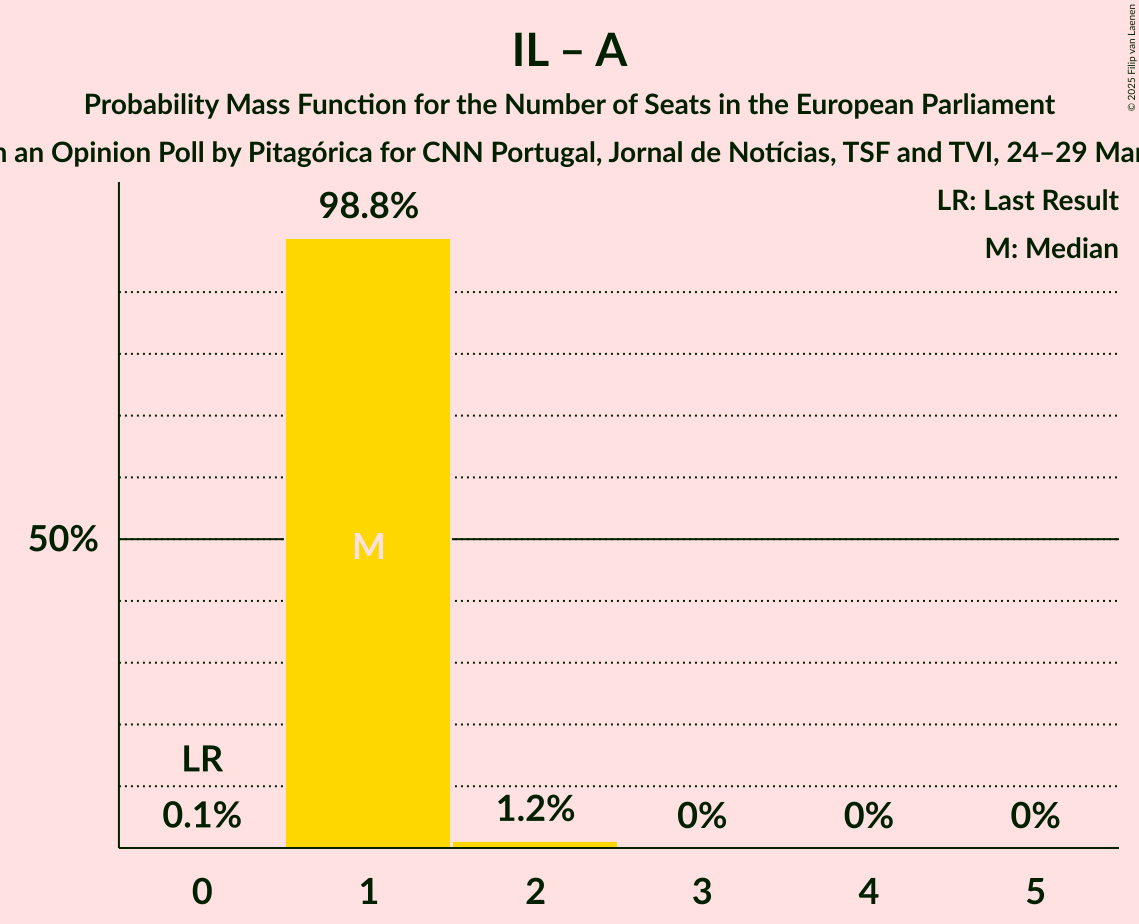 IL – A
Probability Mass Function for the Number of Seats in the European Parliament
an Opinion Poll by Pitagórica for CNN Portugal, Jornal de Notícias, TSF and TVI, 24–29
© 2025 Filip van Laenen
LR: Last Result
M: Median
98.8%
50%
M
LR
0.1%
1.2%
0%
0%
0%
0
1
2
3
4
5